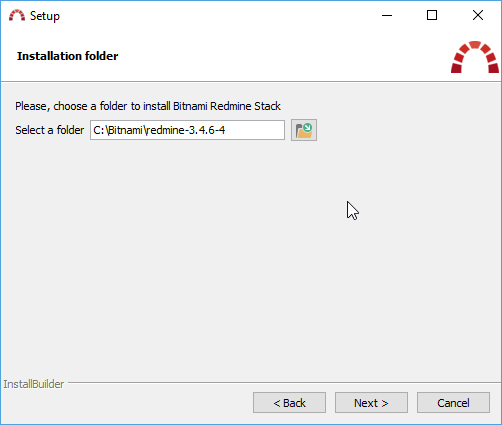 Setup
Installation folder
Please, choose a folder to install Bitnami Redmine Stack
Select a folder C:\Bitnami\redmine-3.4.6-4
InstallBuilder
< Back Next > Cancel